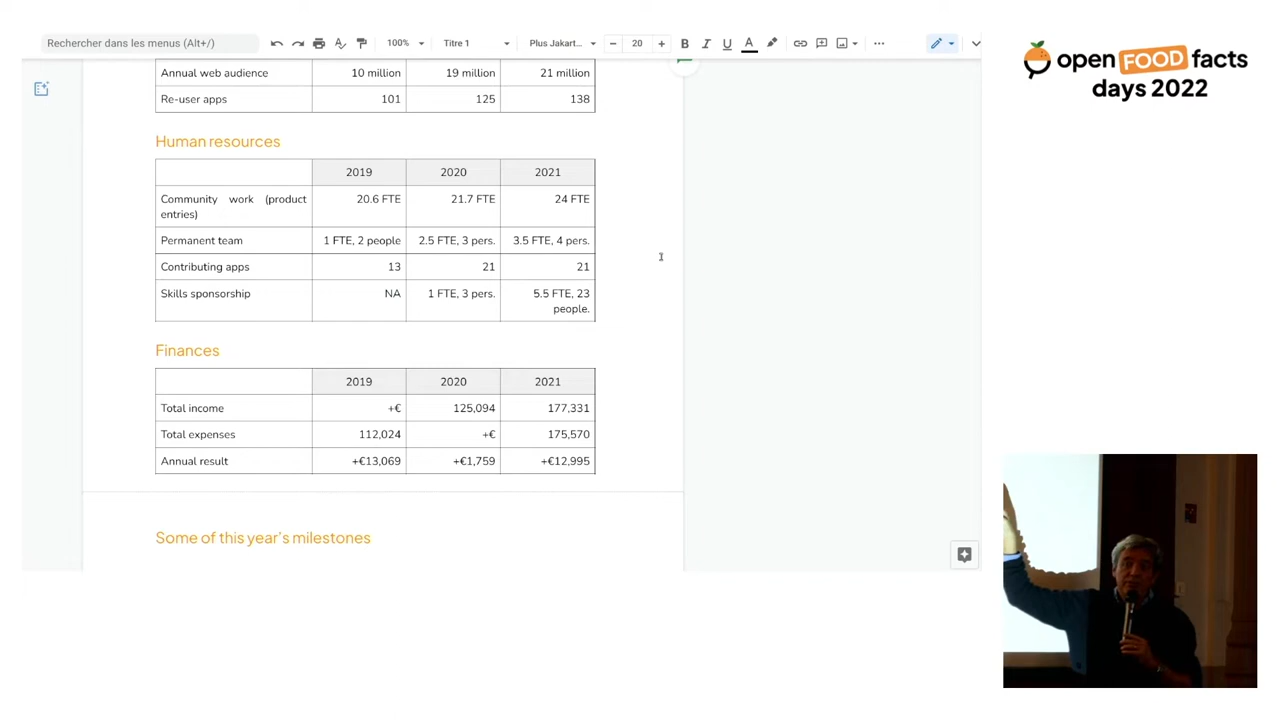 Rechercher dans les menus (Alt+/)
100%
Titre 1
Plus Jakart...
20
B I U A
open FOOD facts
days 2022
Annual web audience 10 million 19 million 21 million
Re-user apps 101 125 138
Human resources
2019 2020 2021
Community work (product entries) 20.6 FTE 21.7 FTE 24 FTE
Permanent team 1 FTE, 2 people 2.5 FTE, 3 pers. 3.5 FTE, 4 pers.
Contributing apps 13 21 21
Skills sponsorship NA 1 FTE, 3 pers. 5.5 FTE, 23 people.
Finances
2019 2020 2021
Total income +€ 125,094 177,331
Total expenses 112,024 +€ 175,570
Annual result +€13,069 +€1,759 +€12,995
Some of this year's milestones